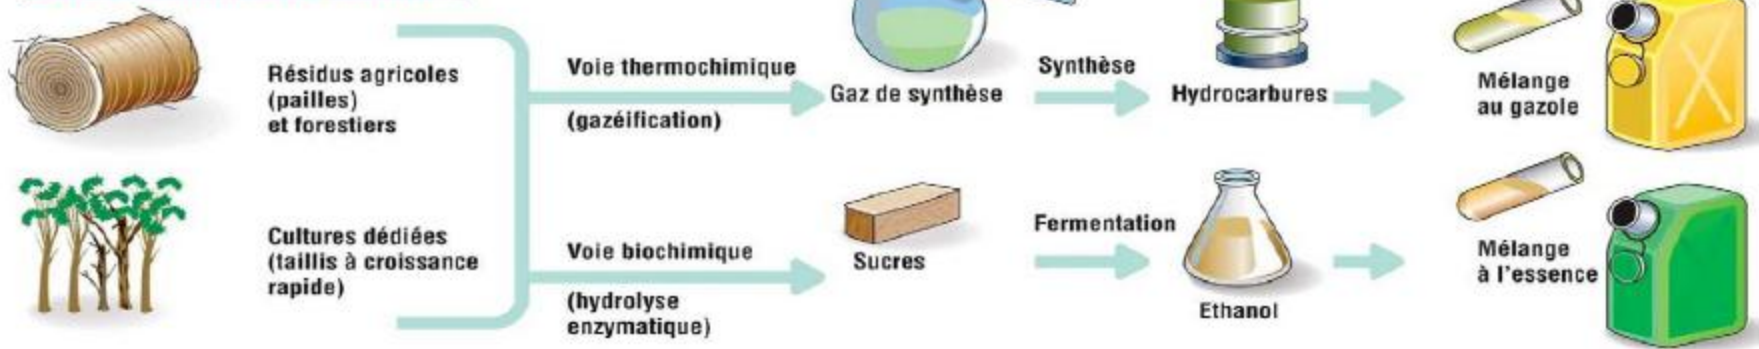 Résidus agricoles
(pailles)
et forestiers
Voie thermochimique
(gazéification)
Gaz de synthèse
Synthèse
Hydrocarbures
Mélange
au gazole
Cultures dédiées
(taillis à croissance
rapide)
Voie biochimique
(hydrolyse
enzymatique)
Sucres
Fermentation
Ethanol
Mélange
à l'essence